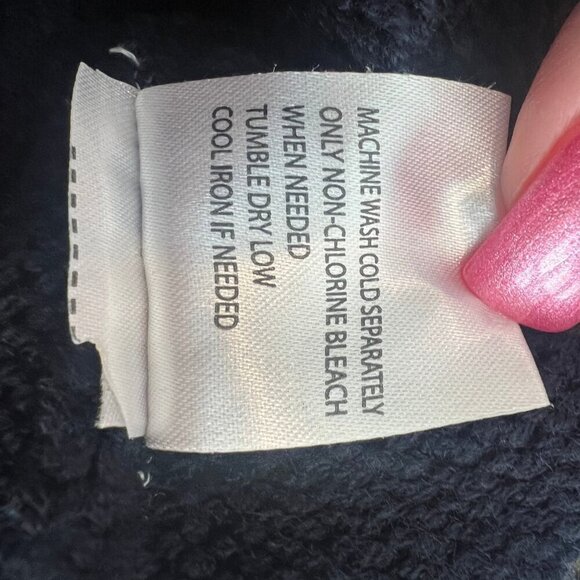 MACHINE WASH COLD SEPARATELY
ONLY NON-CHLORINE BLEACH
WHEN NEEDED
TUMBLE DRY LOW
COOL IRON IF NEEDED